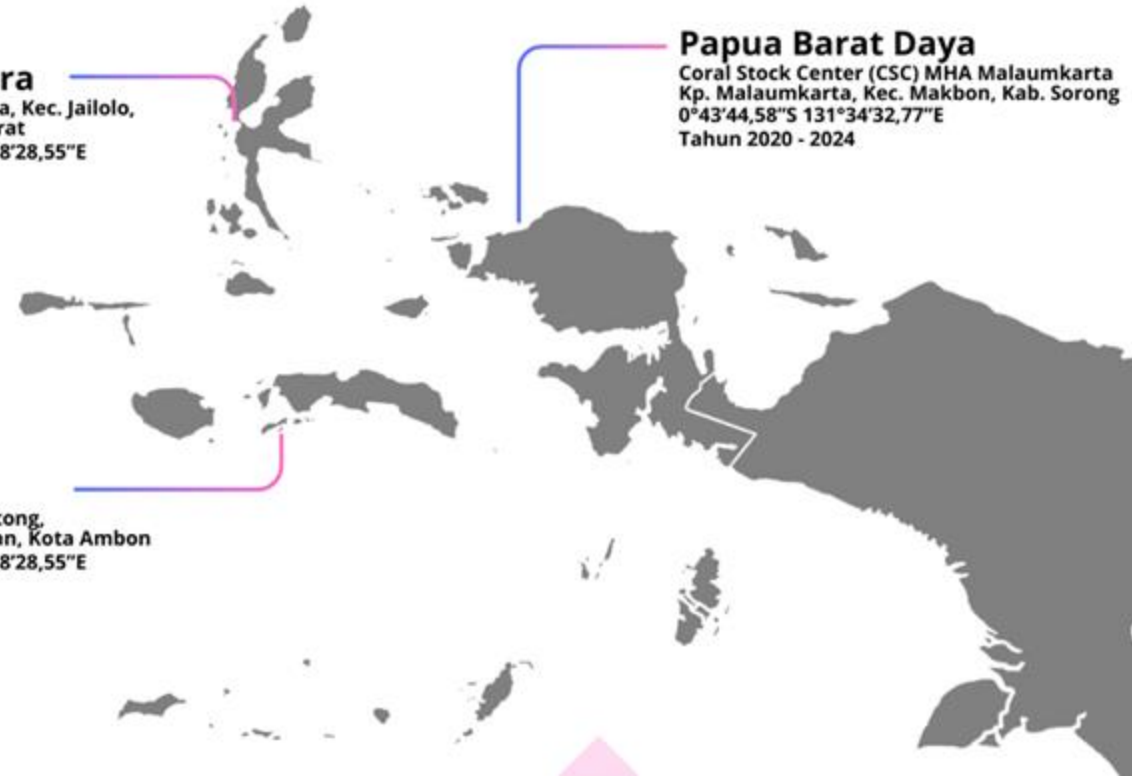 ra
a, Kec. Jailolo,
rat
8'28,55"E
Papua Barat Daya
Coral Stock Center (CSC) MHA Malaumkarta
Kp. Malaumkarta, Kec. Makbon, Kab. Sorong
0°43'44,58"S 131°34'32,77"E
Tahun 2020 - 2024
tong,
an, Kota Ambon
8'28,55"E